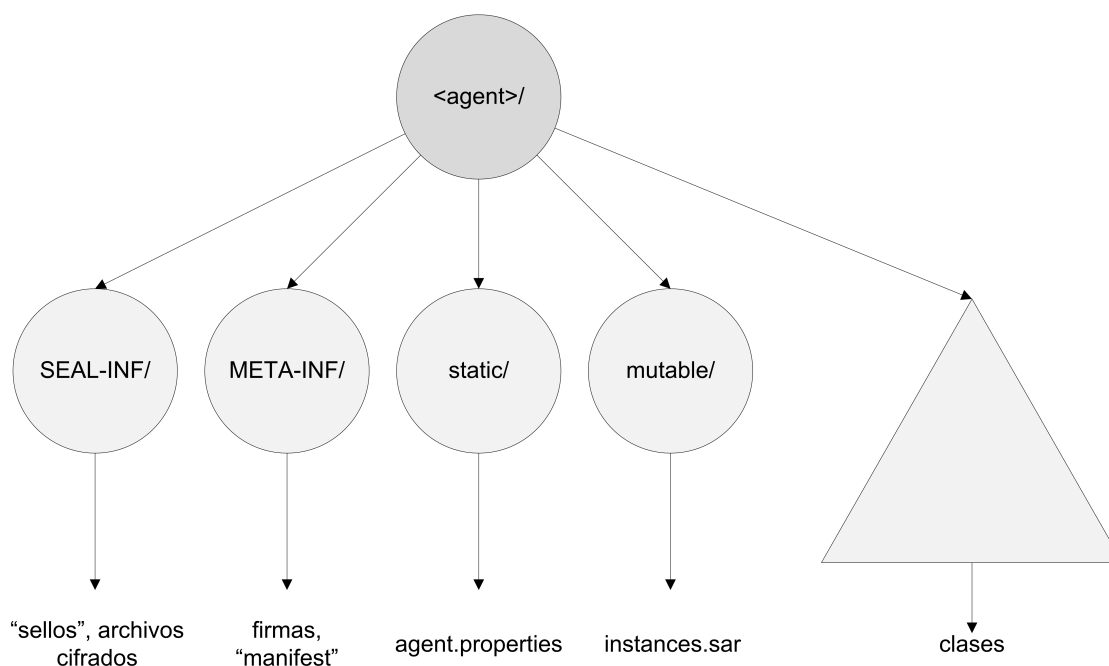 <agent>/
SEAL-INF/
META-INF/
static/
mutable/
“sellos”, archivos
cifrados
firmas,
“manifest”
agent.properties
instances.sar
clases